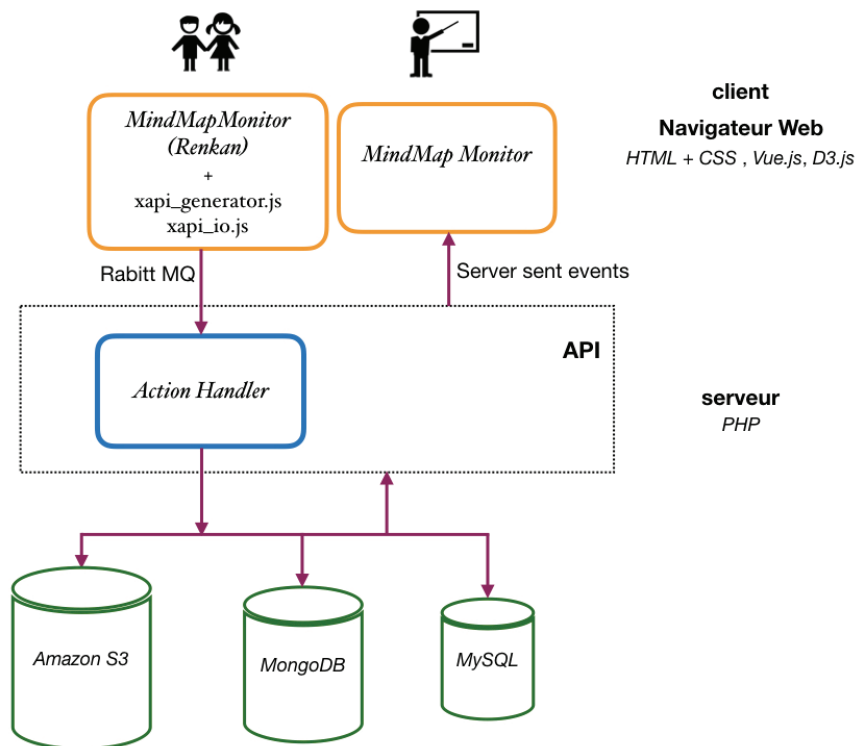 MindMapMonitor
(Renkan)
+
xapi_generator.js
xapi_io.js
MindMap Monitor
client
Navigateur Web
HTML + CSS , Vue.js, D3.js
Rabitt MQ
Server sent events
API
Action Handler
serveur
PHP
Amazon S3
MongoDB
MySQL